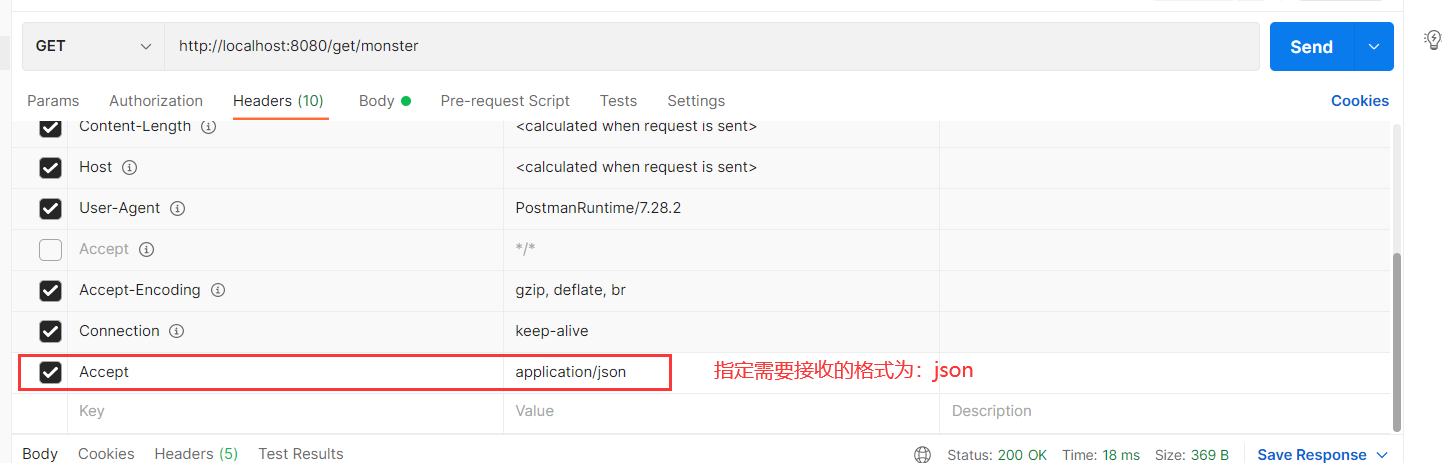 GET http://localhost:8080/get/monster Send
Params Authorization Headers (10) Body Pre-request Script Tests Settings Cookies
Content-Length <calculated when request is sent>
Host <calculated when request is sent>
User-Agent PostmanRuntime/7.28.2
Accept */*
Accept-Encoding gzip, deflate, br
Connection keep-alive
Accept application/json 指定需要接收的格式为：json
Key Value Description
Body Cookies Headers (5) Test Results Status: 200 OK Time: 18 ms Size: 369 B Save Response